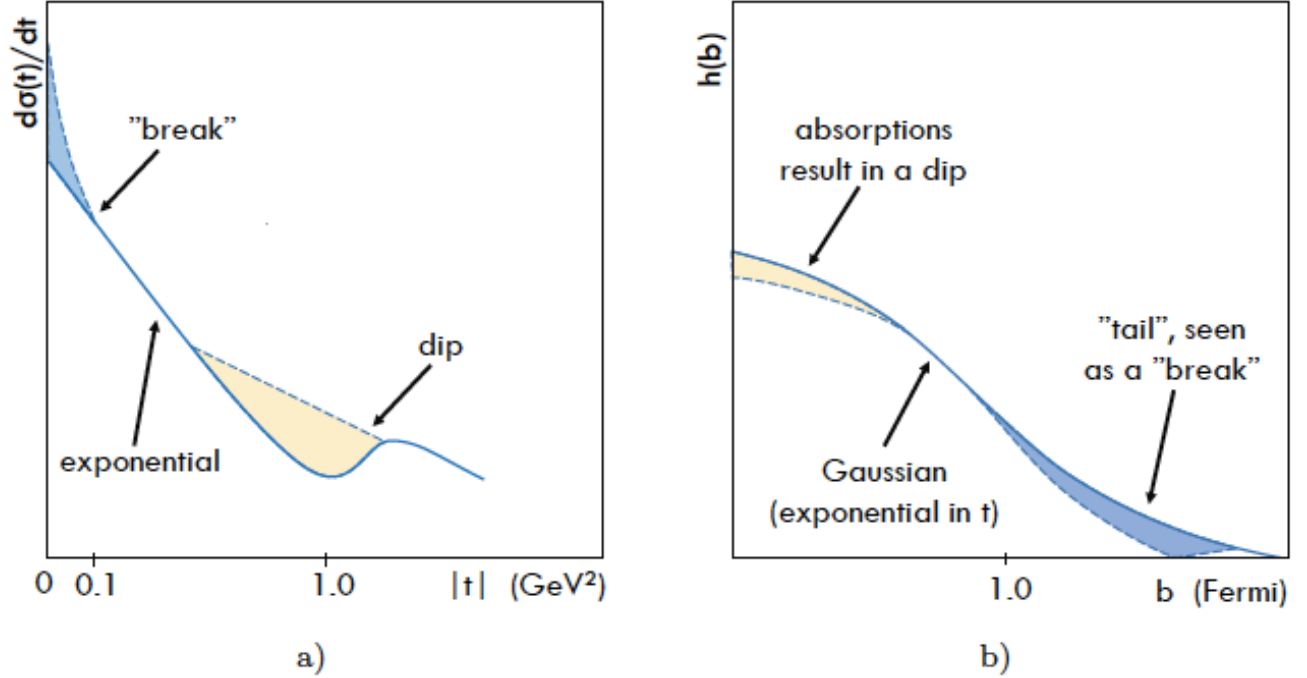 dσ(t)/dt
"break"
exponential
dip
0
0.1
1.0
|t| (GeV²)
a)
h(b)
absorptions
result in a dip
Gaussian
(exponential in t)
"tail", seen
as a "break"
1.0
b (Fermi)
b)